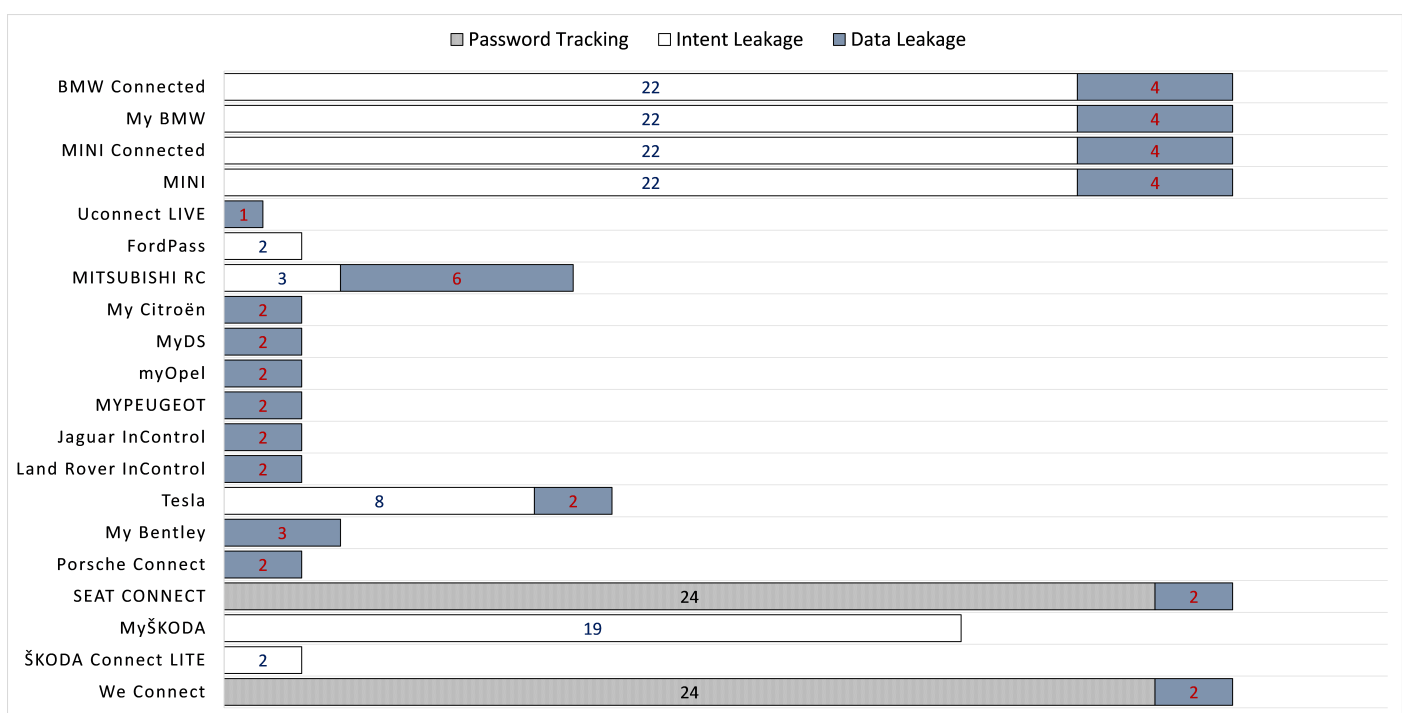 Password Tracking Intent Leakage Data Leakage
BMW Connected 22 4
My BMW 22 4
MINI Connected 22 4
MINI 22 4
Uconnect LIVE 1
FordPass 2
MITSUBISHI RC 3 6
My Citroën 2
MyDS 2
myOpel 2
MYPEUGEOT 2
Jaguar InControl 2
Land Rover InControl 2
Tesla 8 2
My Bentley 3
Porsche Connect 2
SEAT CONNECT 24 2
MyŠKODA 19
ŠKODA Connect LITE 2
We Connect 24 2